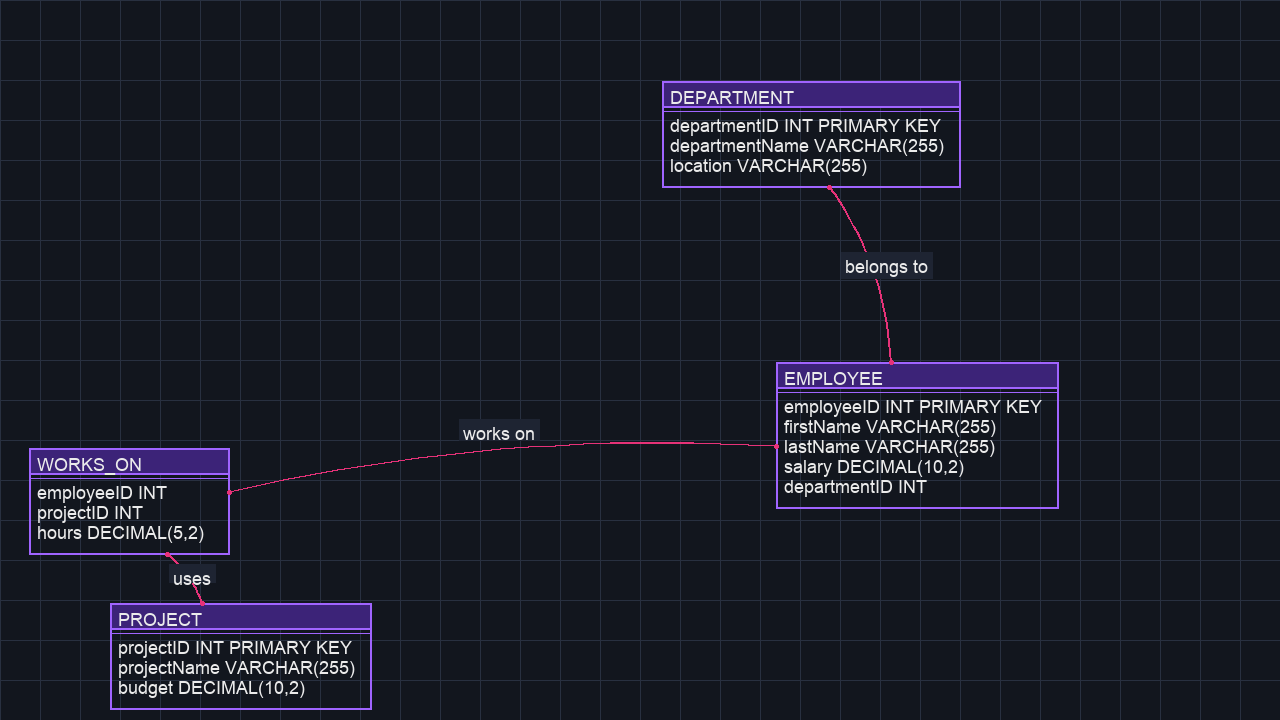 DEPARTMENT
departmentID INT PRIMARY KEY
departmentName VARCHAR(255)
location VARCHAR(255)
belongs to
EMPLOYEE
employeeID INT PRIMARY KEY
firstName VARCHAR(255)
lastName VARCHAR(255)
salary DECIMAL(10,2)
departmentID INT
works on
WORKS_ON
employeeID INT
projectID INT
hours DECIMAL(5,2)
uses
PROJECT
projectID INT PRIMARY KEY
projectName VARCHAR(255)
budget DECIMAL(10,2)